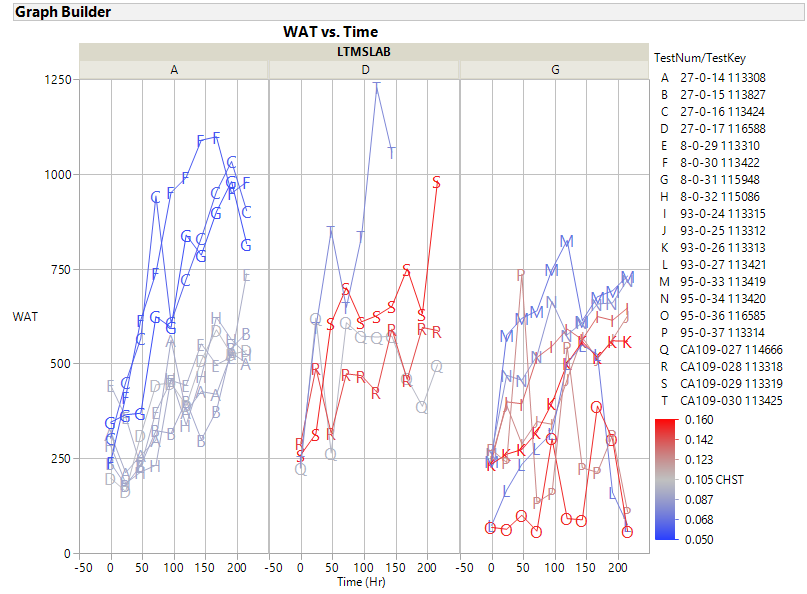 Graph Builder
WAT vs. Time
LTMSLAB
A D G
TestNum/TestKey
A 27-0-14 113308
B 27-0-15 113827
C 27-0-16 113424
D 27-0-17 116588
E 8-0-29 113310
F 8-0-30 113422
G 8-0-31 115948
H 8-0-32 115086
I 93-0-24 113315
J 93-0-25 113312
K 93-0-26 113313
L 93-0-27 113421
M 95-0-33 113419
N 95-0-34 113420
O 95-0-36 116585
P 95-0-37 113314
Q CA109-027 114666
R CA109-028 113318
S CA109-029 113319
T CA109-030 113425
0.160
0.142
0.123
0.105 CHST
0.087
0.068
0.050
1250
1000
750
WAT
500
250
0
-50 0 50 100 150 200 -50 0 50 100 150 200 -50 0 50 100 150 200
Time (Hr)